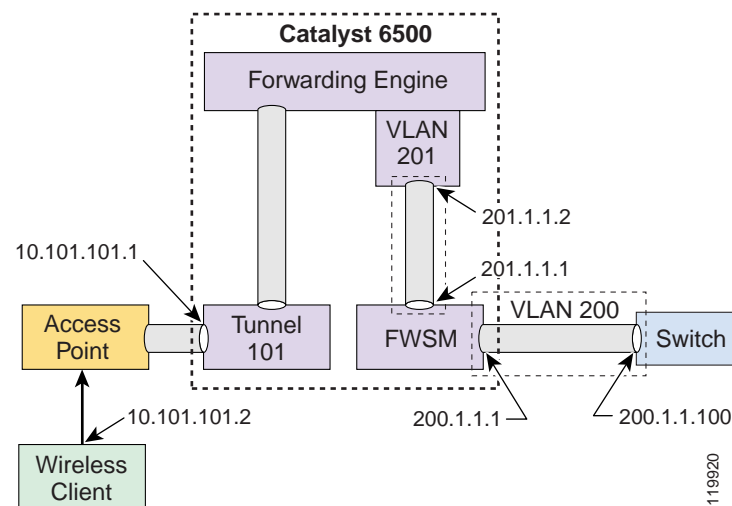 Catalyst 6500
Forwarding Engine
VLAN
201
201.1.1.2
10.101.101.1
201.1.1.1
VLAN 200
Access
Point
Tunnel
101
FWSM
Switch
10.101.101.2
200.1.1.1
200.1.1.100
Wireless
Client
119920